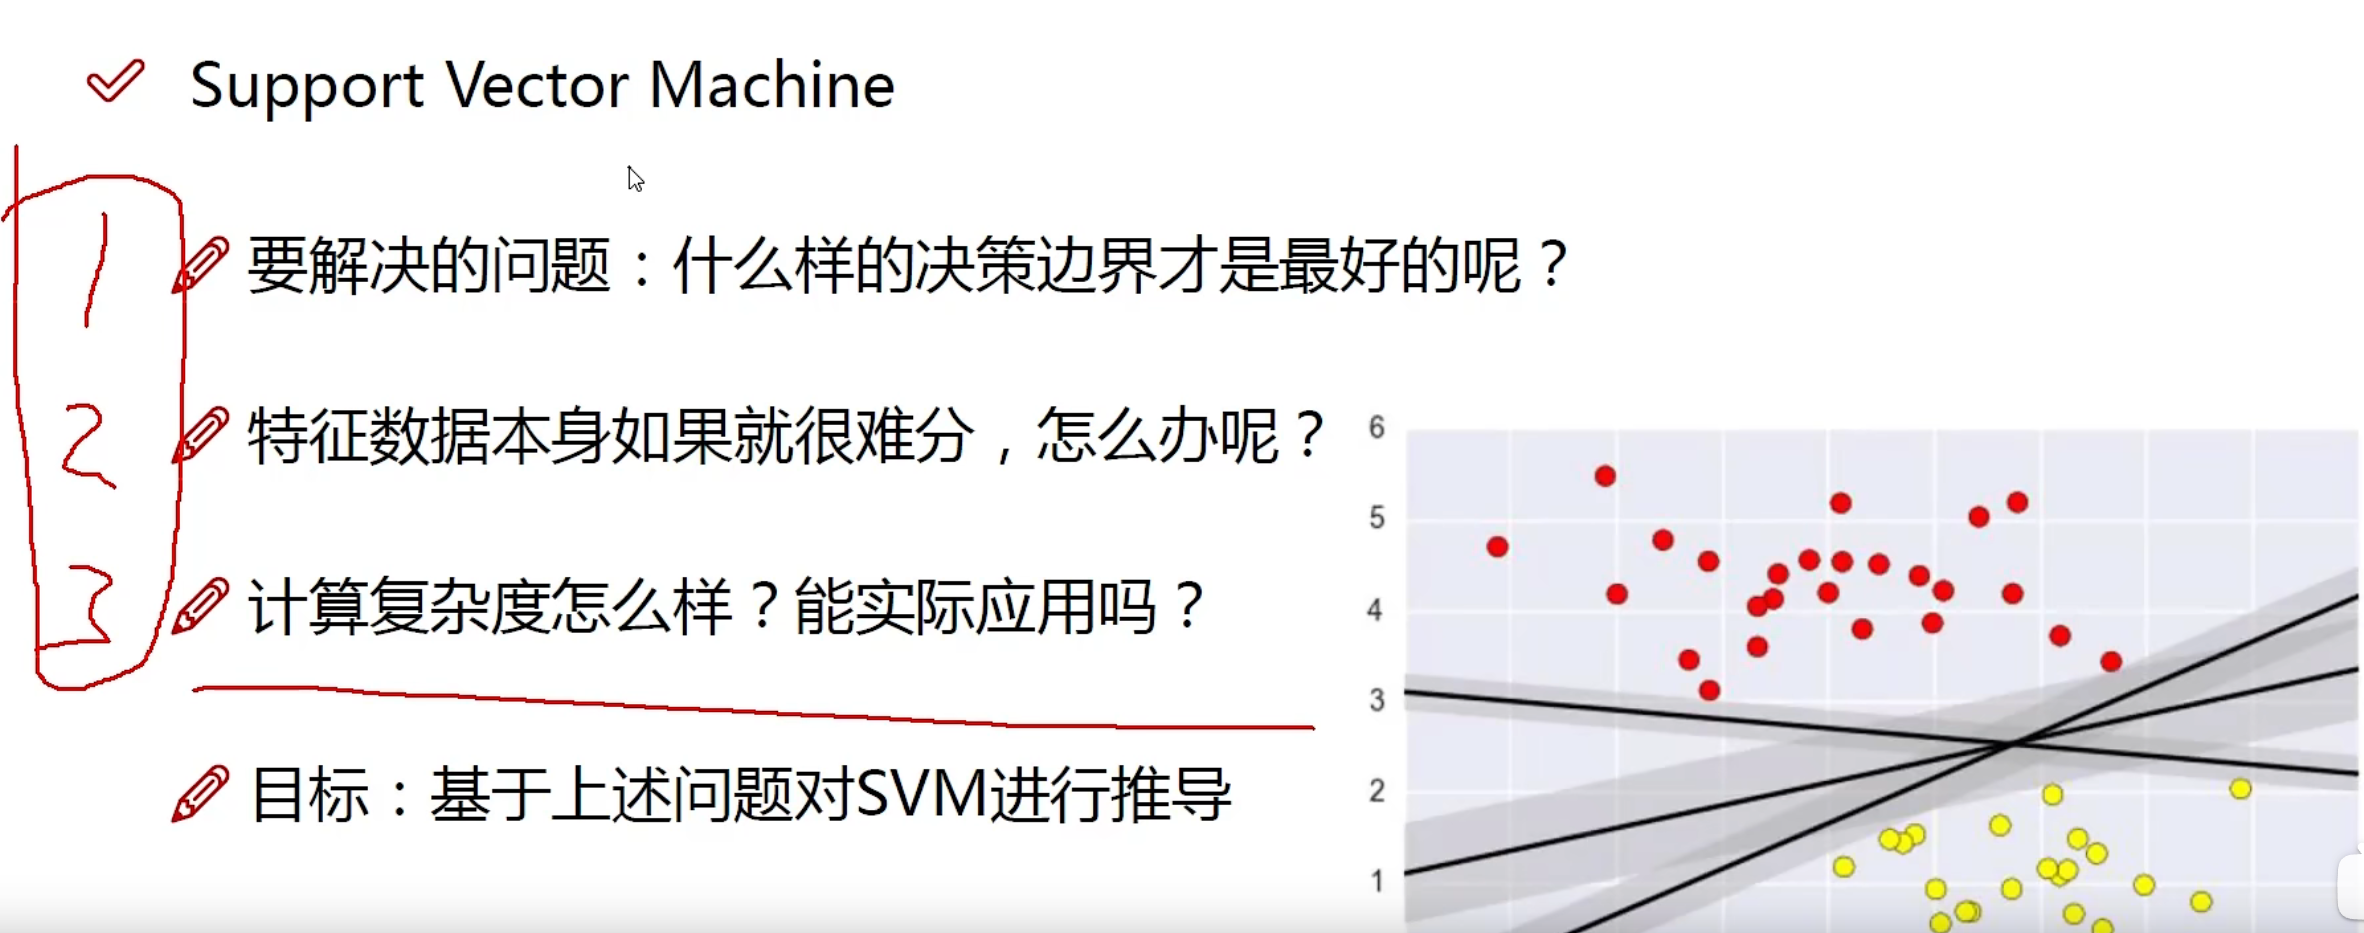 Support Vector Machine
1
要解决的问题：什么样的决策边界才是最好的呢？
2
特征数据本身如果就很难分，怎么办呢？
3
计算复杂度怎么样？能实际应用吗？
目标：基于上述问题对SVM进行推导
6
5
4
3
2
1